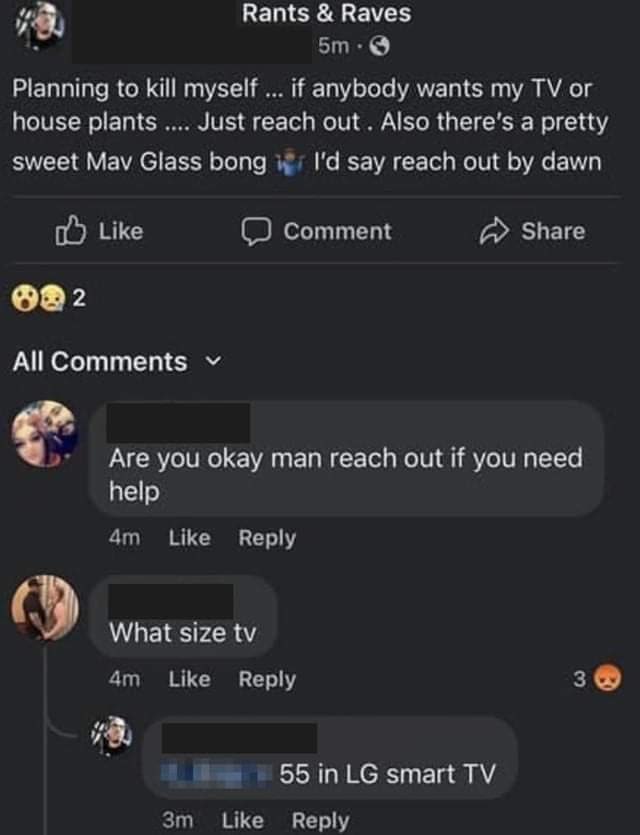 Rants & Raves
5m ·
Planning to kill myself ... if anybody wants my TV or
house plants .... Just reach out . Also there's a pretty
sweet Mav Glass bong 🤷🏾‍♂️ I'd say reach out by dawn
Like Comment Share
2
All Comments
Are you okay man reach out if you need
help
4m Like Reply
What size tv
4m Like Reply 3
55 in LG smart TV
3m Like Reply